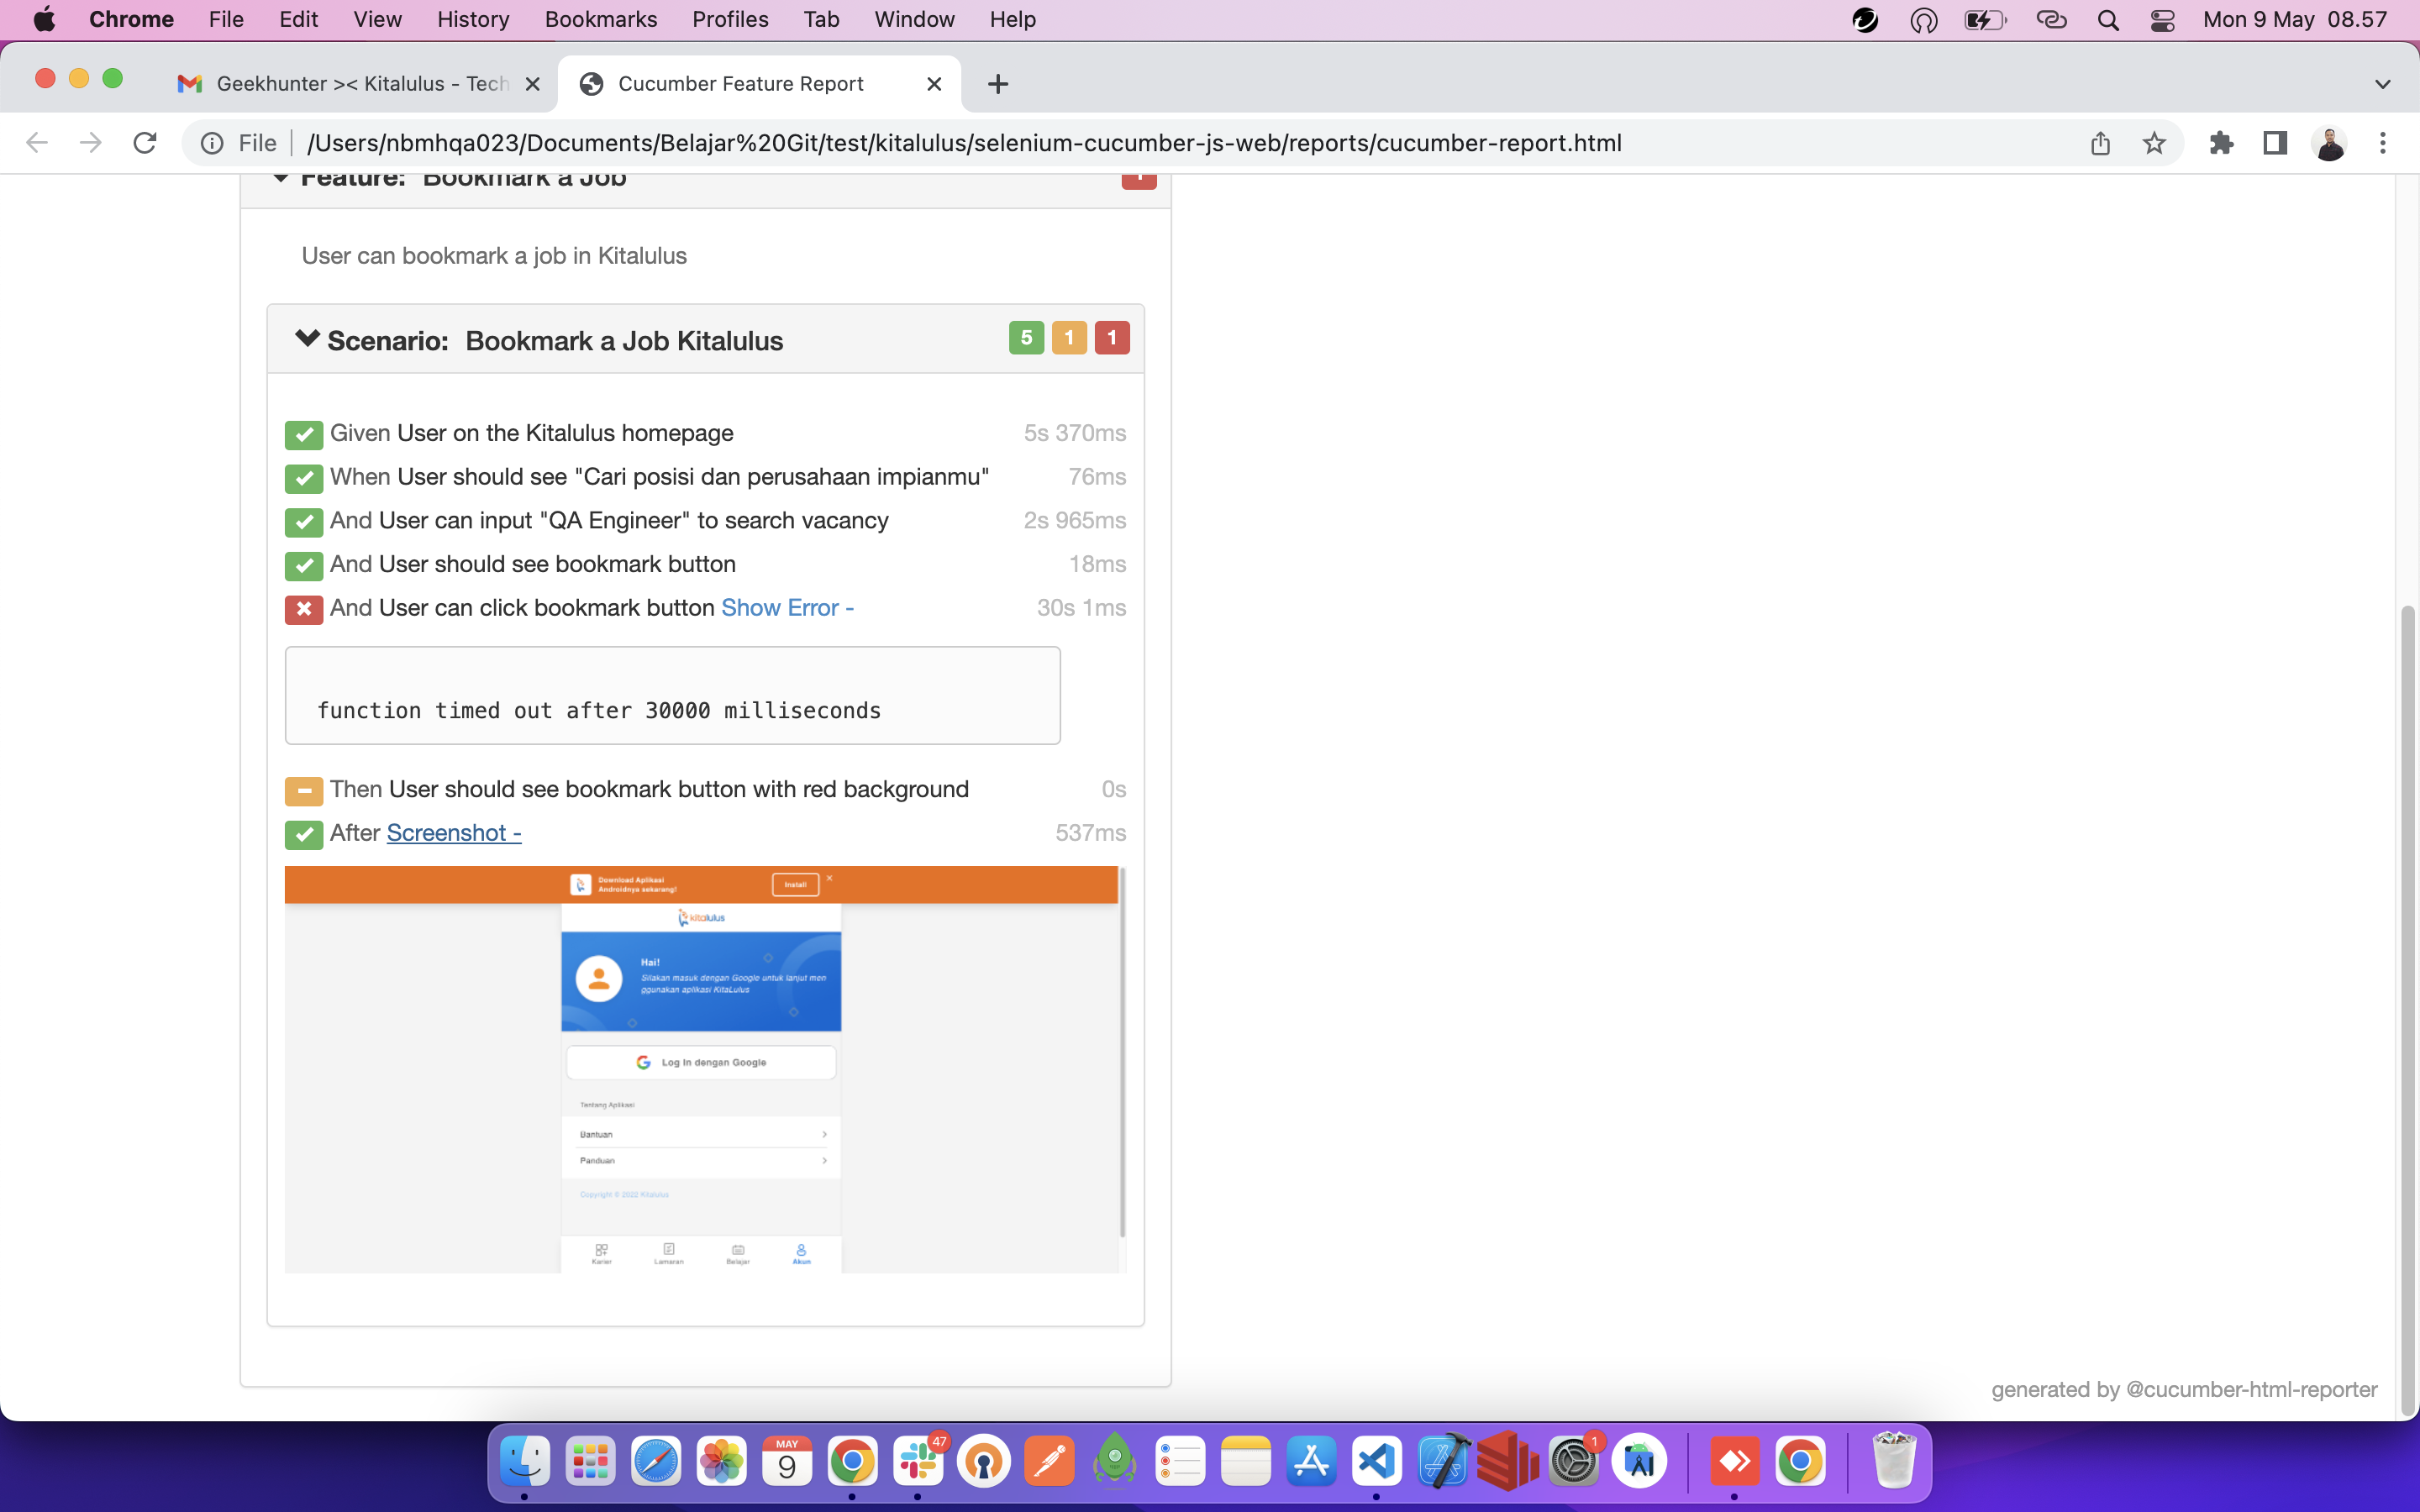 Chrome File Edit View History Bookmarks Profiles Tab Window Help Mon 9 May 08.57
Geekhunter >< Kitalulus - Tech
Cucumber Feature Report
File /Users/nbmhqa023/Documents/Belajar%20Git/test/kitalulus/selenium-cucumber-js-web/reports/cucumber-report.html
Feature: Bookmark a Job
User can bookmark a job in Kitalulus
Scenario: Bookmark a Job Kitalulus 5 1 1
Given User on the Kitalulus homepage 5s 370ms
When User should see "Cari posisi dan perusahaan impianmu" 76ms
And User can input "QA Engineer" to search vacancy 2s 965ms
And User should see bookmark button 18ms
And User can click bookmark button Show Error - 30s 1ms
function timed out after 30000 milliseconds
Then User should see bookmark button with red background 0s
After Screenshot - 537ms
Download Aplikasi
Androidnya sekarang!
Install
kitalulus
Hai!
Silakan masuk dengan Google untuk lanjut men
ggunakan aplikasi KitaLulus
Log In dengan Google
Tentang Aplikasi
Bantuan
Panduan
Copyright © 2022 Kitalulus
Karier Lamaran Belajar Akun
generated by @cucumber-html-reporter
MAY
9
47
1